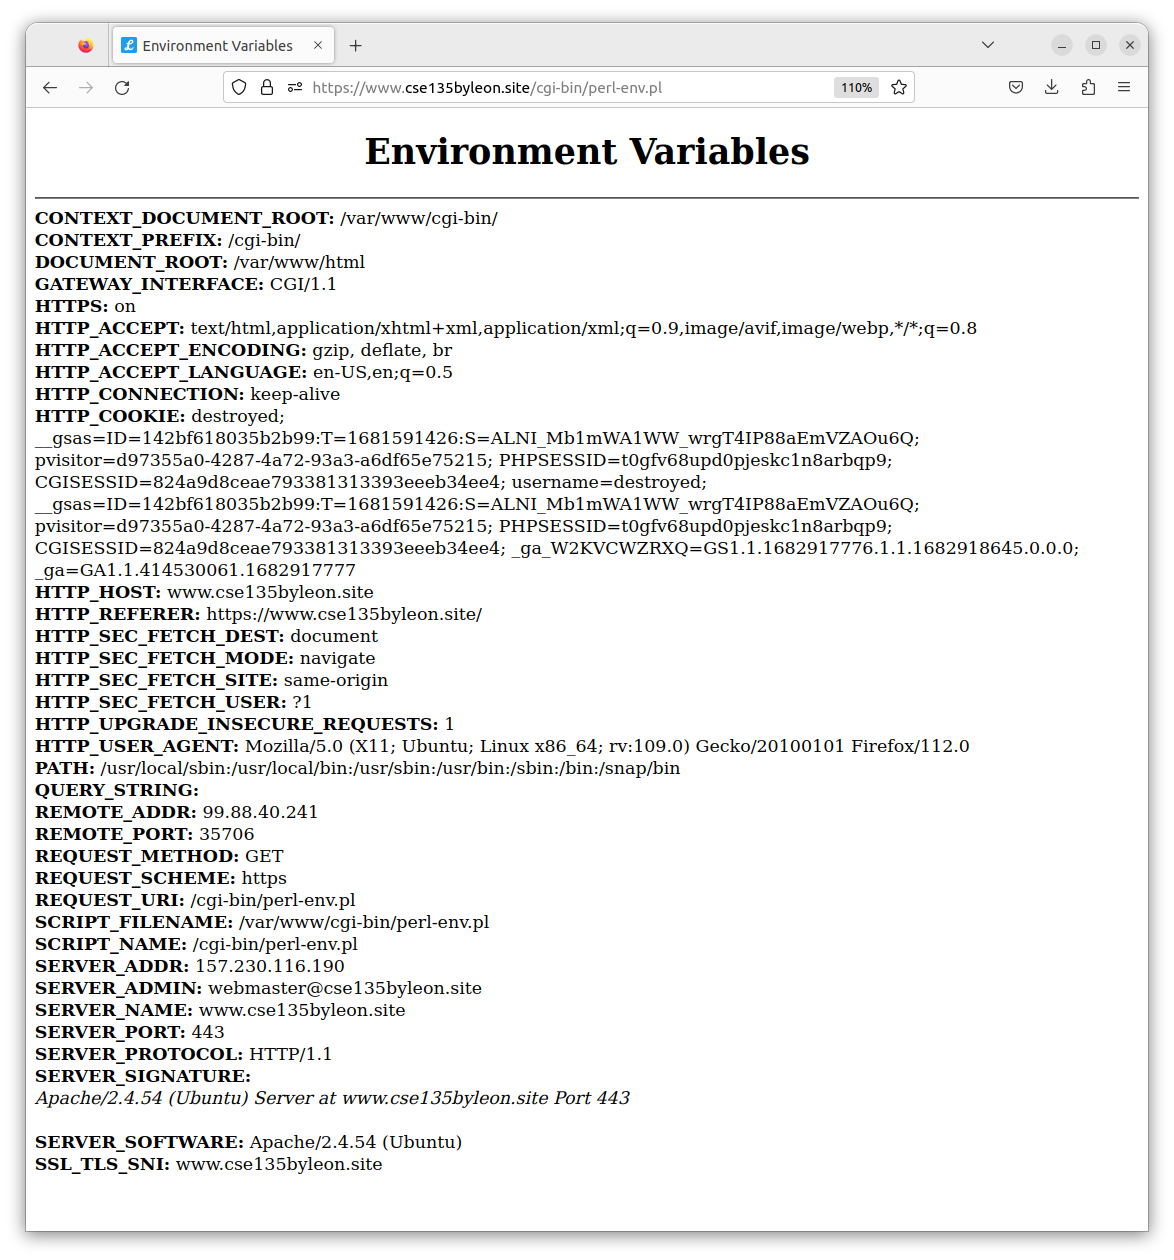 Environment Variables
https://www.cse135byleon.site/cgi-bin/perl-env.pl
110%
Environment Variables
CONTEXT_DOCUMENT_ROOT: /var/www/cgi-bin/
CONTEXT_PREFIX: /cgi-bin/
DOCUMENT_ROOT: /var/www/html
GATEWAY_INTERFACE: CGI/1.1
HTTPS: on
HTTP_ACCEPT: text/html,application/xhtml+xml,application/xml;q=0.9,image/avif,image/webp,*/*;q=0.8
HTTP_ACCEPT_ENCODING: gzip, deflate, br
HTTP_ACCEPT_LANGUAGE: en-US,en;q=0.5
HTTP_CONNECTION: keep-alive
HTTP_COOKIE: destroyed;
__gsas=ID=142bf618035b2b99:T=1681591426:S=ALNI_Mb1mWA1WW_wrgT4IP88aEmVZAOu6Q;
pvisitor=d97355a0-4287-4a72-93a3-a6df65e75215; PHPSESSID=t0gfv68upd0pjeskc1n8arbqp9;
CGISESSID=824a9d8ceae793381313393eeeb34ee4; username=destroyed;
__gsas=ID=142bf618035b2b99:T=1681591426:S=ALNI_Mb1mWA1WW_wrgT4IP88aEmVZAOu6Q;
pvisitor=d97355a0-4287-4a72-93a3-a6df65e75215; PHPSESSID=t0gfv68upd0pjeskc1n8arbqp9;
CGISESSID=824a9d8ceae793381313393eeeb34ee4; _ga_W2KVCWZRXQ=GS1.1.1682917776.1.1.1682918645.0.0.0;
_ga=GA1.1.414530061.1682917777
HTTP_HOST: www.cse135byleon.site
HTTP_REFERER: https://www.cse135byleon.site/
HTTP_SEC_FETCH_DEST: document
HTTP_SEC_FETCH_MODE: navigate
HTTP_SEC_FETCH_SITE: same-origin
HTTP_SEC_FETCH_USER: ?1
HTTP_UPGRADE_INSECURE_REQUESTS: 1
HTTP_USER_AGENT: Mozilla/5.0 (X11; Ubuntu; Linux x86_64; rv:109.0) Gecko/20100101 Firefox/112.0
PATH: /usr/local/sbin:/usr/local/bin:/usr/sbin:/usr/bin:/sbin:/bin:/snap/bin
QUERY_STRING:
REMOTE_ADDR: 99.88.40.241
REMOTE_PORT: 35706
REQUEST_METHOD: GET
REQUEST_SCHEME: https
REQUEST_URI: /cgi-bin/perl-env.pl
SCRIPT_FILENAME: /var/www/cgi-bin/perl-env.pl
SCRIPT_NAME: /cgi-bin/perl-env.pl
SERVER_ADDR: 157.230.116.190
SERVER_ADMIN: webmaster@cse135byleon.site
SERVER_NAME: www.cse135byleon.site
SERVER_PORT: 443
SERVER_PROTOCOL: HTTP/1.1
SERVER_SIGNATURE:
Apache/2.4.54 (Ubuntu) Server at www.cse135byleon.site Port 443
SERVER_SOFTWARE: Apache/2.4.54 (Ubuntu)
SSL_TLS_SNI: www.cse135byleon.site